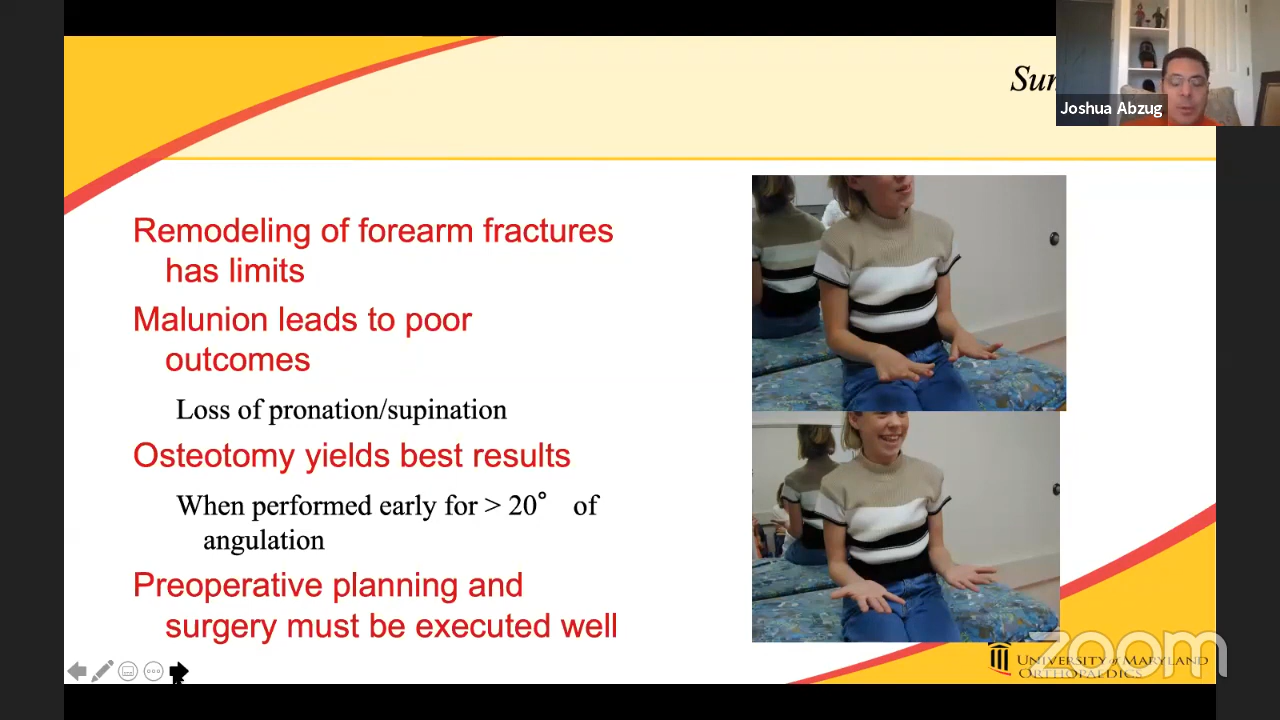 Joshua Abzug
Remodeling of forearm fractures
has limits
Malunion leads to poor
outcomes
Loss of pronation/supination
Osteotomy yields best results
When performed early for > 20° of
angulation
Preoperative planning and
surgery must be executed well
UNIVERSITY of MARYLAND
ORTHOPAEDICS
zoom